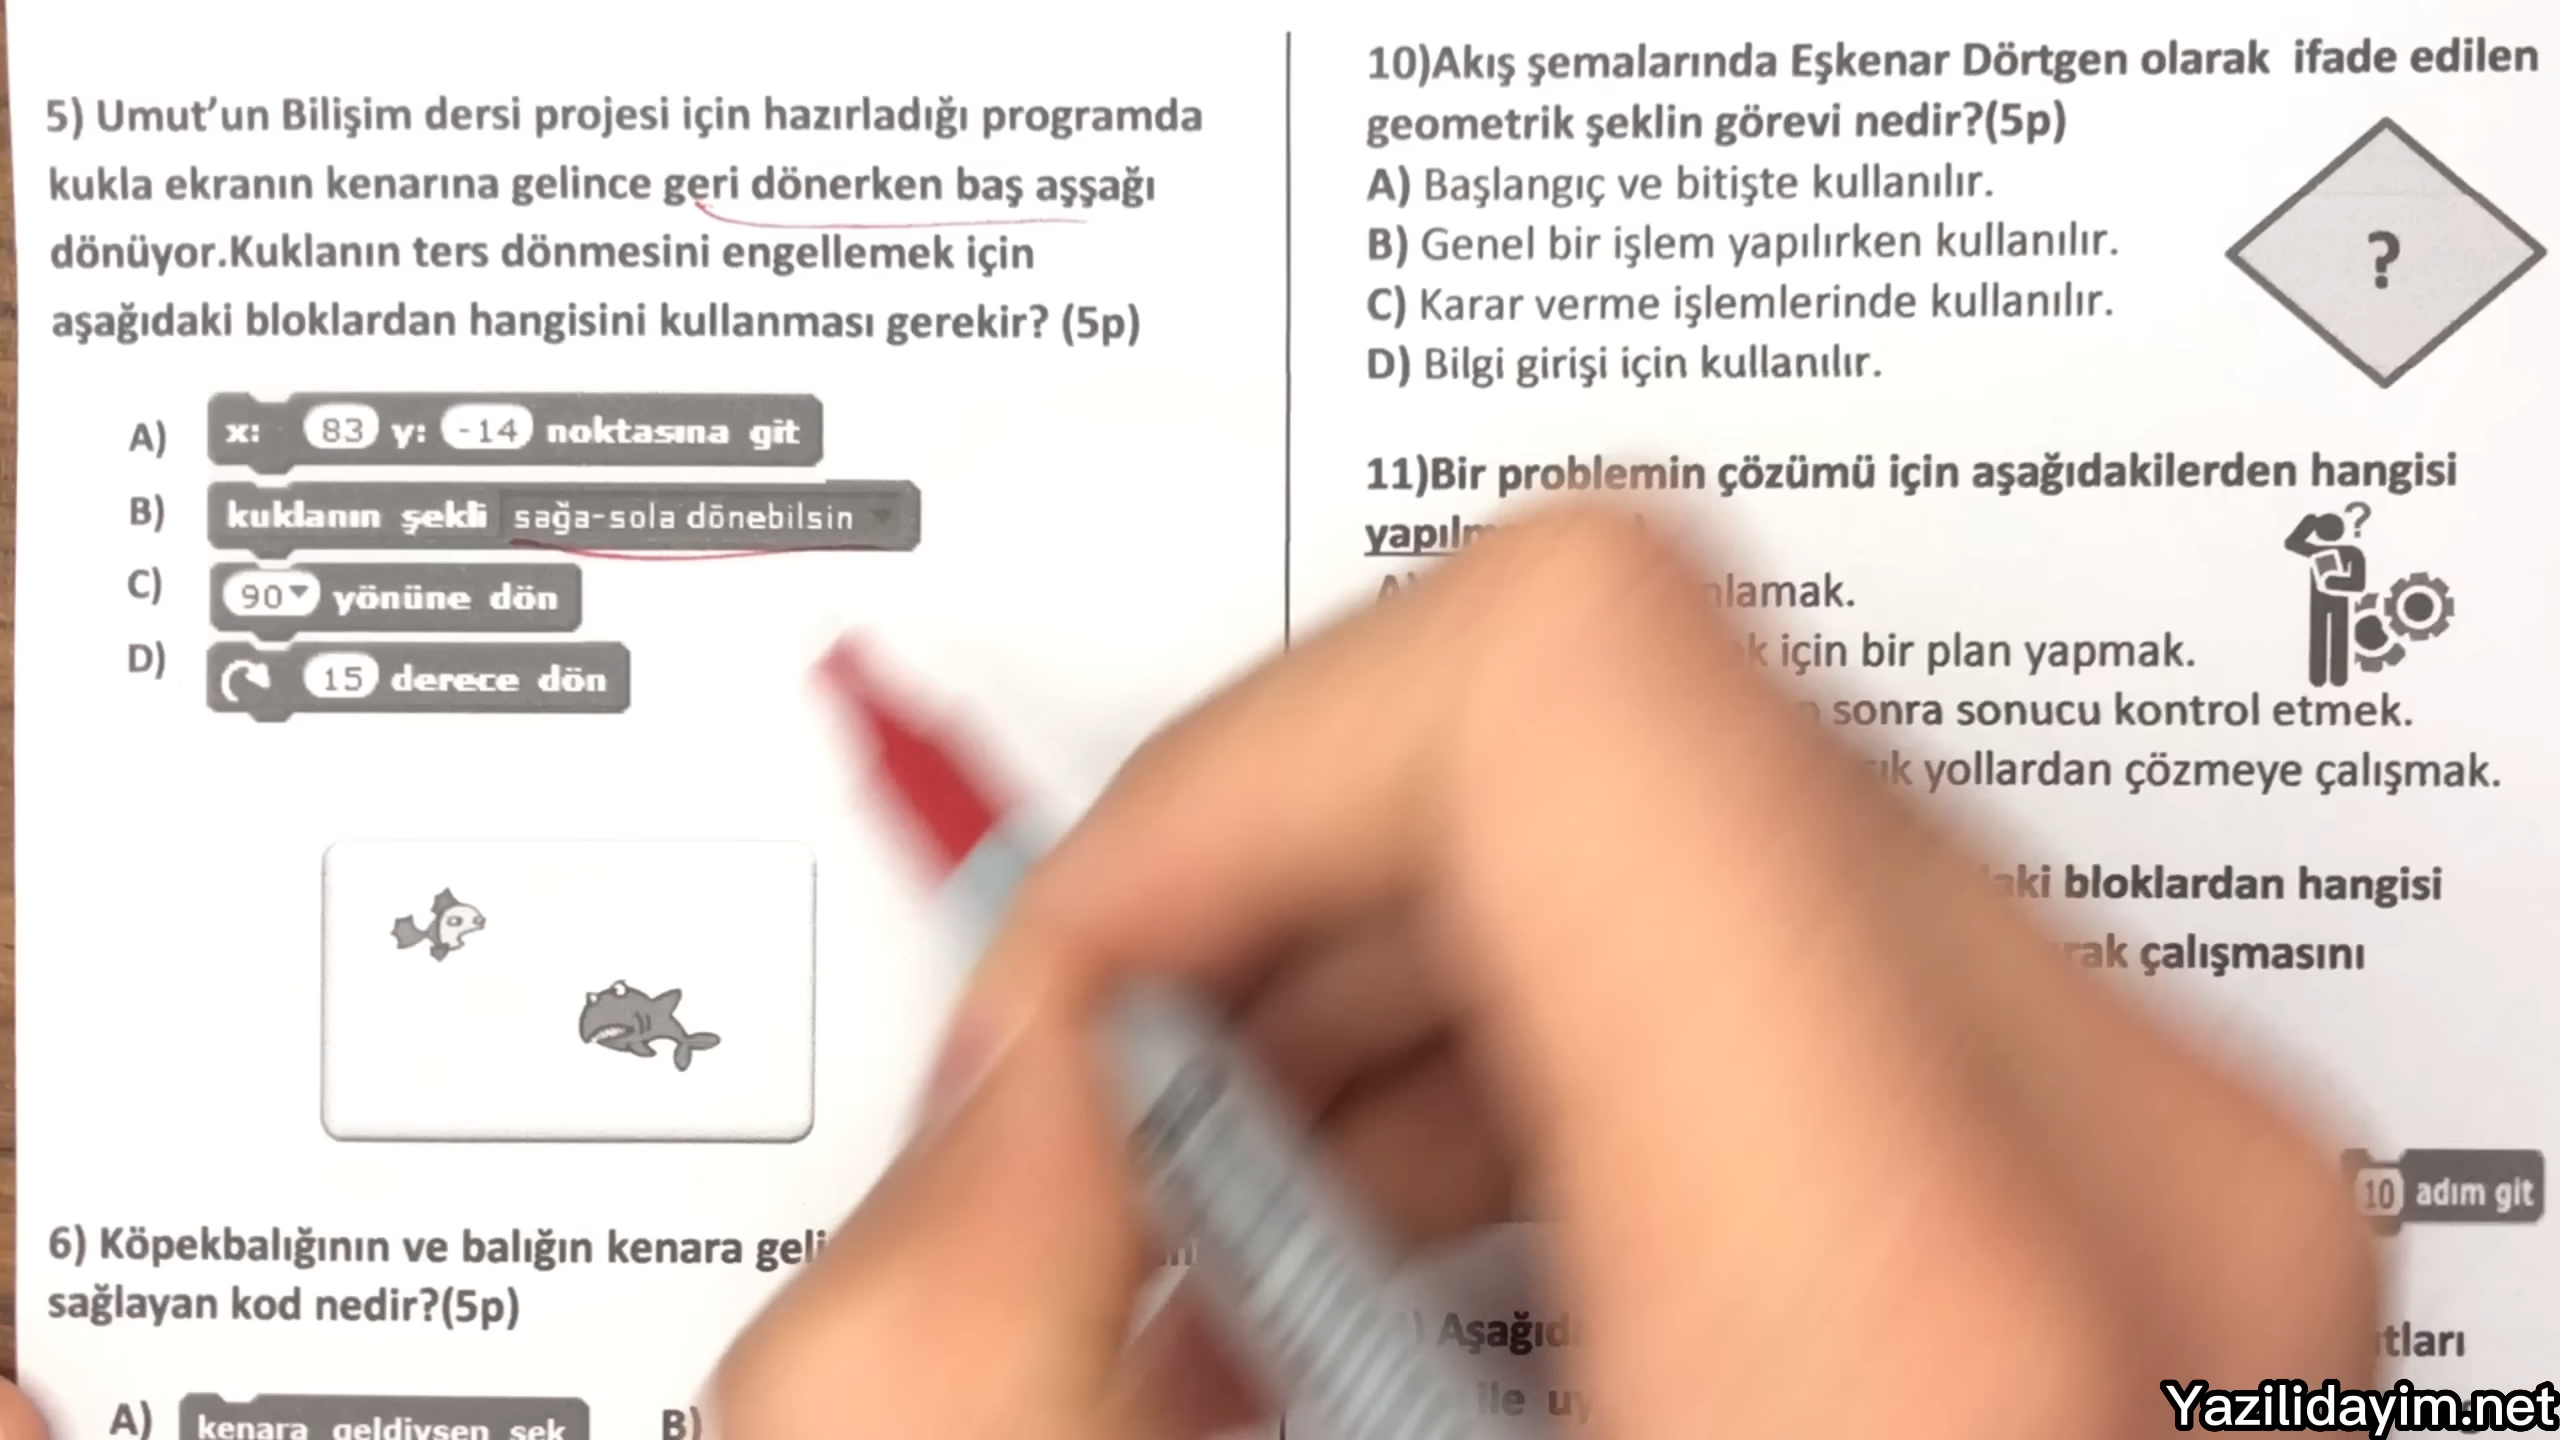 5) Umut'un Bilişim dersi projesi için hazırladığı programda
kukla ekranın kenarına gelince geri dönerken baş aşşağı
dönüyor.Kuklanın ters dönmesini engellemek için
aşağıdaki bloklardan hangisini kullanması gerekir? (5p)
A) x: 83 y: -14 noktasına git
B) kuklanın şekli sağa-sola dönebilsin
C) 90 yönüne dön
D) 15 derece dön
6) Köpekbalığının ve balığın kenara
sağlayan kod nedir?(5p)
A) kenara geldiysen sek
B)
10)Akış şemalarında Eşkenar Dörtgen olarak ifade edilen
geometrik şeklin görevi nedir?(5p)
A) Başlangıç ve bitişte kullanılır.
B) Genel bir işlem yapılırken kullanılır.
C) Karar verme işlemlerinde kullanılır.
D) Bilgi girişi için kullanılır.
?
11)Bir problemin çözümü için aşağıdakilerden hangisi
?
için bir plan yapmak.
sonra sonucu kontrol etmek.
yollardan çözmeye çalışmak.
bloklardan hangisi
çalışmasını
10 adım git
ile
Yazilidayim.net